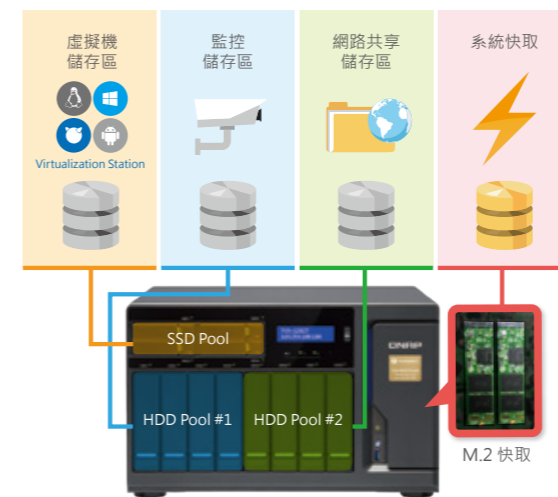 虛擬機
儲存區
監控
儲存區
網路共享
儲存區
系統快取
Virtualization Station
SSD Pool
QNAP
HDD Pool #1
HDD Pool #2
M.2 快取